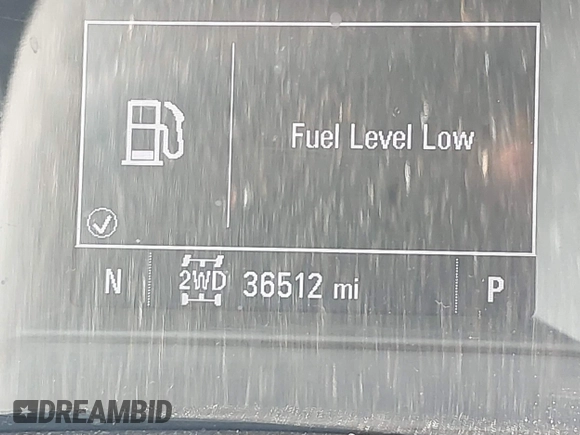 Fuel Level Low
N 2WD 36512 mi P
DREAMBID